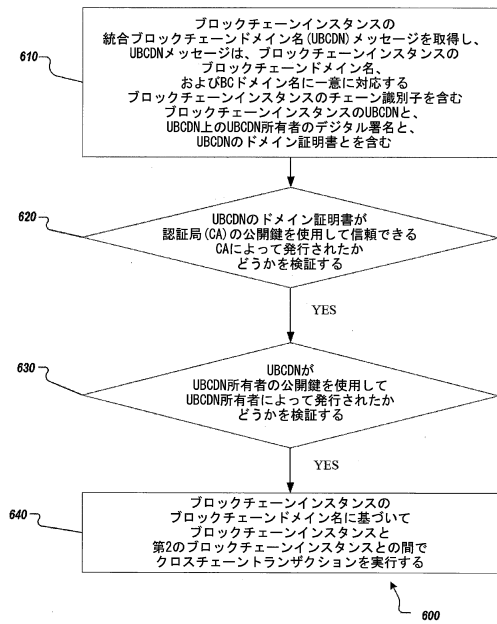 610
ブロックチェーンインスタンスの
統合ブロックチェーンドメイン名(UBCDN)メッセージを取得し、
UBCDNメッセージは、ブロックチェーンインスタンスの
ブロックチェーンドメイン名、
およびBCドメイン名に一意に対応する
ブロックチェーンインスタンスのチェーン識別子を含む
ブロックチェーンインスタンスのUBCDNと、
UBCDN上のUBCDN所有者のデジタル署名と、
UBCDNのドメイン証明書とを含む
620
UBCDNのドメイン証明書が
認証局(CA)の公開鍵を使用して信頼できる
CAによって発行されたか
どうかを検証する
YES
630
UBCDNが
UBCDN所有者の公開鍵を使用して
UBCDN所有者によって発行されたか
どうかを検証する
YES
640
ブロックチェーンインスタンスの
ブロックチェーンドメイン名に基づいて
ブロックチェーンインスタンスと
第2のブロックチェーンインスタンスとの間で
クロスチェーントランザクションを実行する
600